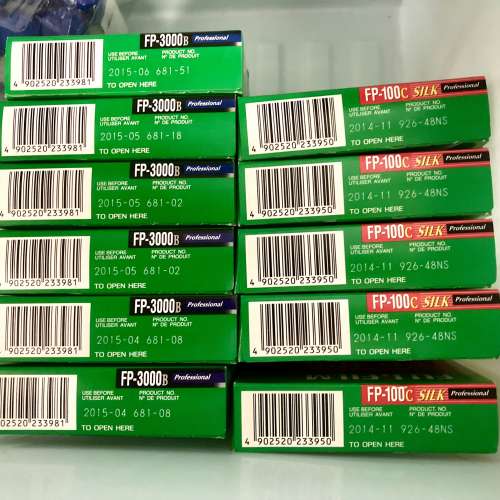 FP-3000B Professional
USE BEFORE PRODUCT NO.
UTILISER AVANT N° DE PRODUIT
2015-06 681-51
TO OPEN HERE
4 902520 233981
FP-3000B Professional
USE BEFORE PRODUCT NO.
UTILISER AVANT N° DE PRODUIT
2015-05 681-18
TO OPEN HERE
4 902520 233981
FP-3000B Professional
USE BEFORE PRODUCT NO.
UTILISER AVANT N° DE PRODUIT
2015-05 681-02
TO OPEN HERE
4 902520 233981
FP-3000B Professional
USE BEFORE PRODUCT NO.
UTILISER AVANT N° DE PRODUIT
2015-05 681-02
TO OPEN HERE
4 902520 233981
FP-3000B Professional
USE BEFORE PRODUCT NO.
UTILISER AVANT N° DE PRODUIT
2015-04 681-08
TO OPEN HERE
4 902520 233981
FP-3000B Professional
USE BEFORE PRODUCT NO.
UTILISER AVANT N° DE PRODUIT
2015-04 681-08
TO OPEN HERE
4 902520 233981
FP-100C SILK Professional
USE BEFORE PRODUCT NO.
UTILISER AVANT N° DE PRODUIT
2014-11 926-48NS
TO OPEN HERE
4 902520 233950
FP-100C SILK Professional
USE BEFORE PRODUCT NO.
UTILISER AVANT N° DE PRODUIT
2014-11 926-48NS
TO OPEN HERE
4 902520 233950
FP-100C SILK Professional
USE BEFORE PRODUCT NO.
UTILISER AVANT N° DE PRODUIT
2014-11 926-48NS
TO OPEN HERE
4 902520 233950
FP-100C SILK Professional
USE BEFORE PRODUCT NO.
UTILISER AVANT N° DE PRODUIT
2014-11 926-48NS
TO OPEN HERE
4 902520 233950
FP-100C SILK Professional
USE BEFORE PRODUCT NO.
UTILISER AVANT N° DE PRODUIT
2014-11 926-48NS
TO OPEN HERE
4 902520 233950